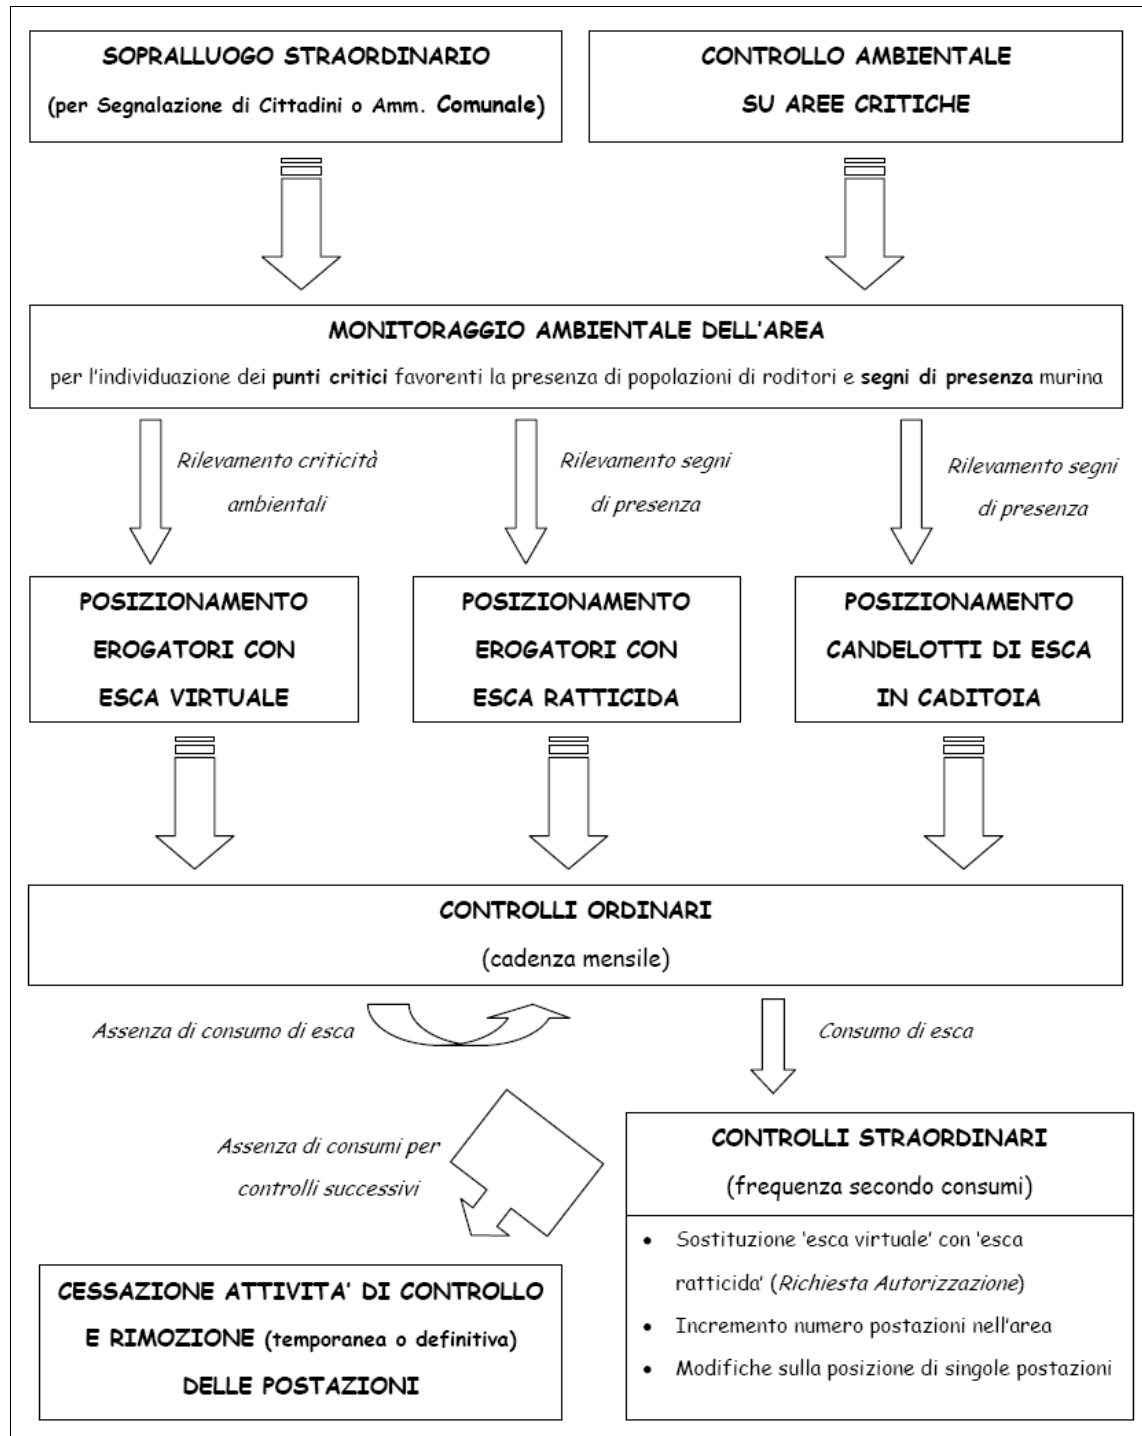 SOPRALLUOGO STRAORDINARIO
(per Segnalazione di Cittadini o Amm. Comunale)
CONTROLLO AMBIENTALE
SU AREE CRITICHE
MONITORAGGIO AMBIENTALE DELL'AREA
per l'individuazione dei punti critici favorenti la presenza di popolazioni di roditori e segni di presenza murina
Rilevamento criticità
ambientali
Rilevamento segni
di presenza
Rilevamento segni
di presenza
POSIZIONAMENTO
EROGATORI CON
ESCA VIRTUALE
POSIZIONAMENTO
EROGATORI CON
ESCA RATTICIDA
POSIZIONAMENTO
CANDELOTTI DI ESCA
IN CADITOIA
CONTROLLI ORDINARI
(cadenza mensile)
Assenza di consumo di esca
Consumo di esca
Assenza di consumi per
controlli successivi
CONTROLLI STRAORDINARI
(frequenza secondo consumi)
• Sostituzione 'esca virtuale' con 'esca
ratticida' (Richiesta Autorizzazione)
• Incremento numero postazioni nell'area
• Modifiche sulla posizione di singole postazioni
CESSAZIONE ATTIVITA' DI CONTROLLO
E RIMOZIONE (temporanea o definitiva)
DELLE POSTAZIONI